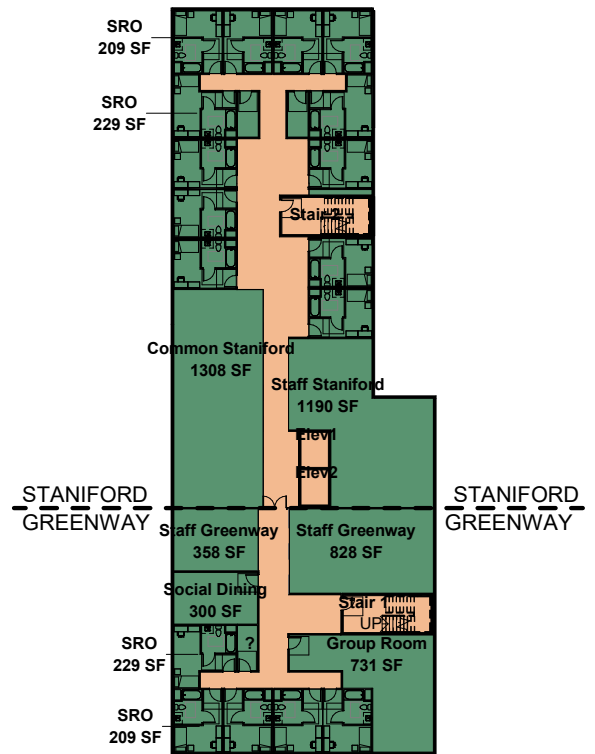 SRO
209 SF
SRO
229 SF
Stair 2
Common Staniford
1308 SF
Staff Staniford
1190 SF
Elev1
Elev2
STANIFORD
STANIFORD
GREENWAY
GREENWAY
Staff Greenway
358 SF
Staff Greenway
828 SF
Social Dining
300 SF
Stair 1
UP
?
Group Room
731 SF
SRO
229 SF
SRO
209 SF